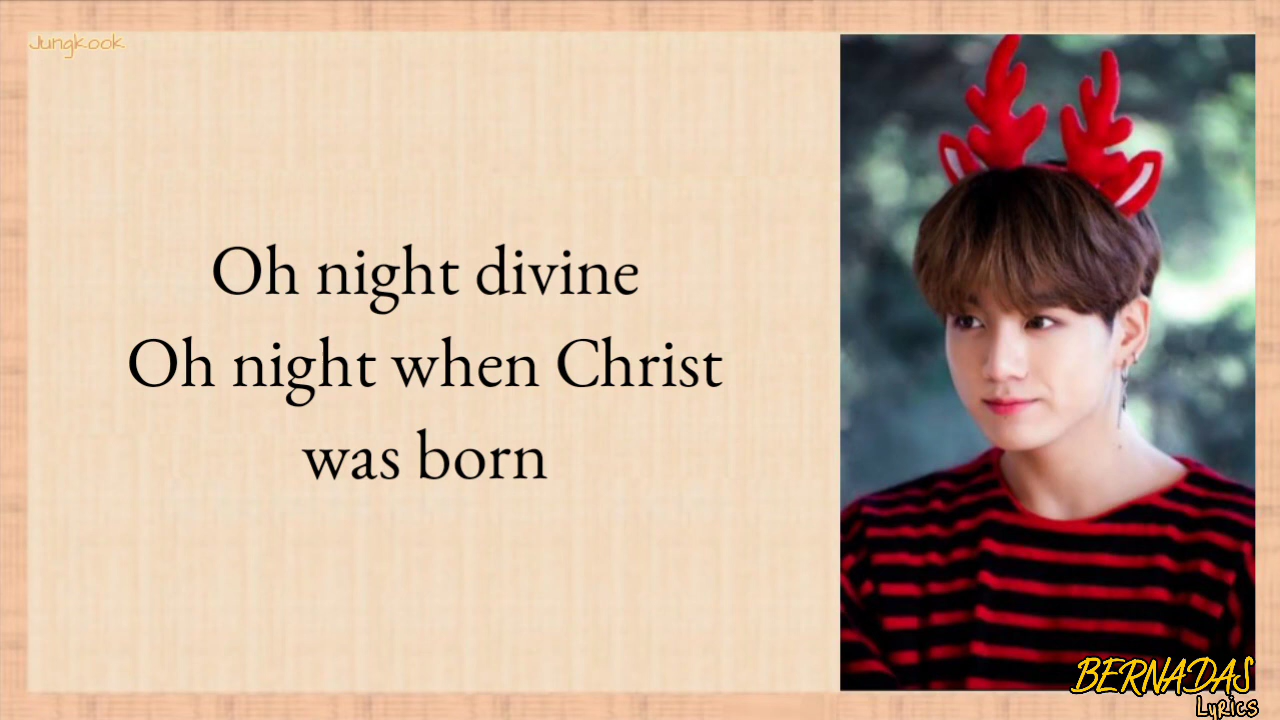 Jungkook
Oh night divine
Oh night when Christ
was born
BERNADAS
Lyrics